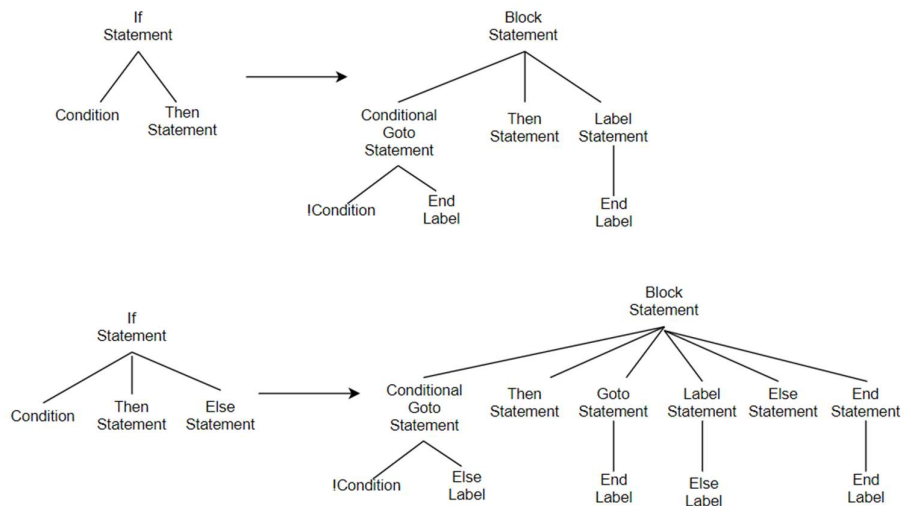 If
Statement
Condition
Then
Statement
Block
Statement
Conditional
Goto
Statement
Then
Statement
Label
Statement
!Condition
End
Label
End
Label
If
Statement
Condition
Then
Statement
Else
Statement
Block
Statement
Conditional
Goto
Statement
Then
Statement
Goto
Statement
Label
Statement
Else
Statement
End
Statement
!Condition
Else
Label
End
Label
Else
Label
End
Label